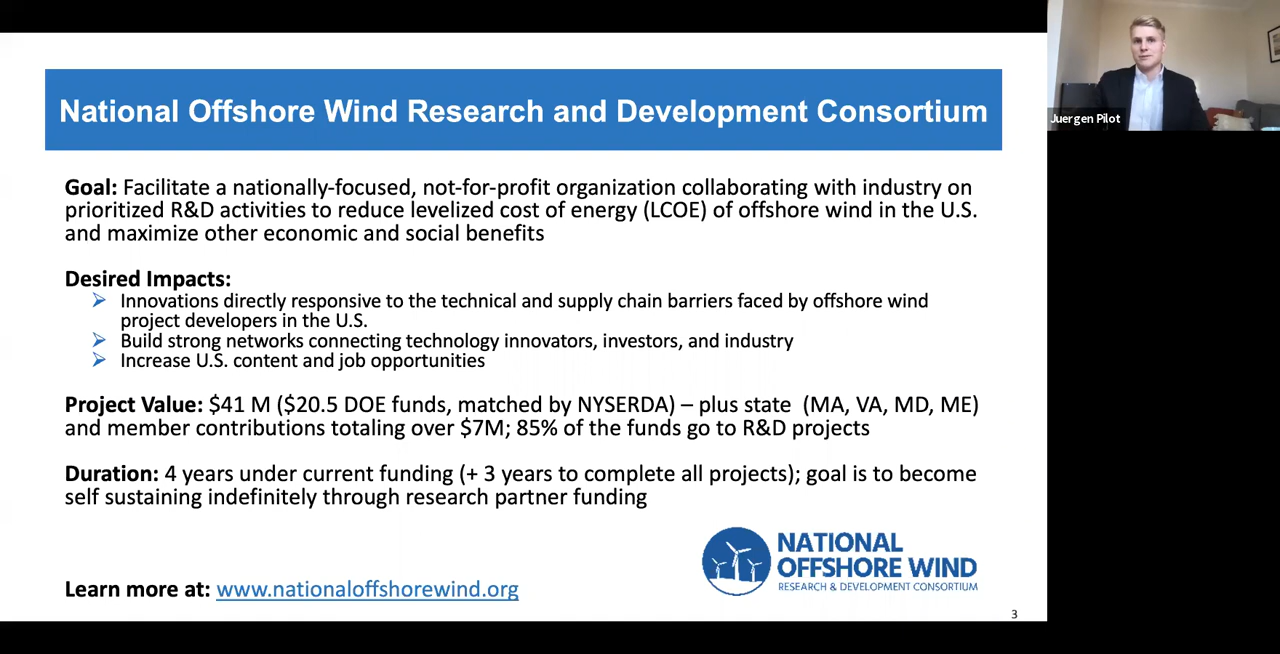 National Offshore Wind Research and Development Consortium
Juergen Pilot
Goal: Facilitate a nationally-focused, not-for-profit organization collaborating with industry on
prioritized R&D activities to reduce levelized cost of energy (LCOE) of offshore wind in the U.S.
and maximize other economic and social benefits
Desired Impacts:
➢ Innovations directly responsive to the technical and supply chain barriers faced by offshore wind
project developers in the U.S.
➢ Build strong networks connecting technology innovators, investors, and industry
➢ Increase U.S. content and job opportunities
Project Value: $41 M ($20.5 DOE funds, matched by NYSERDA) – plus state (MA, VA, MD, ME)
and member contributions totaling over $7M; 85% of the funds go to R&D projects
Duration: 4 years under current funding (+ 3 years to complete all projects); goal is to become
self sustaining indefinitely through research partner funding
NATIONAL
OFFSHORE WIND
RESEARCH & DEVELOPMENT CONSORTIUM
Learn more at: www.nationaloffshorewind.org
3